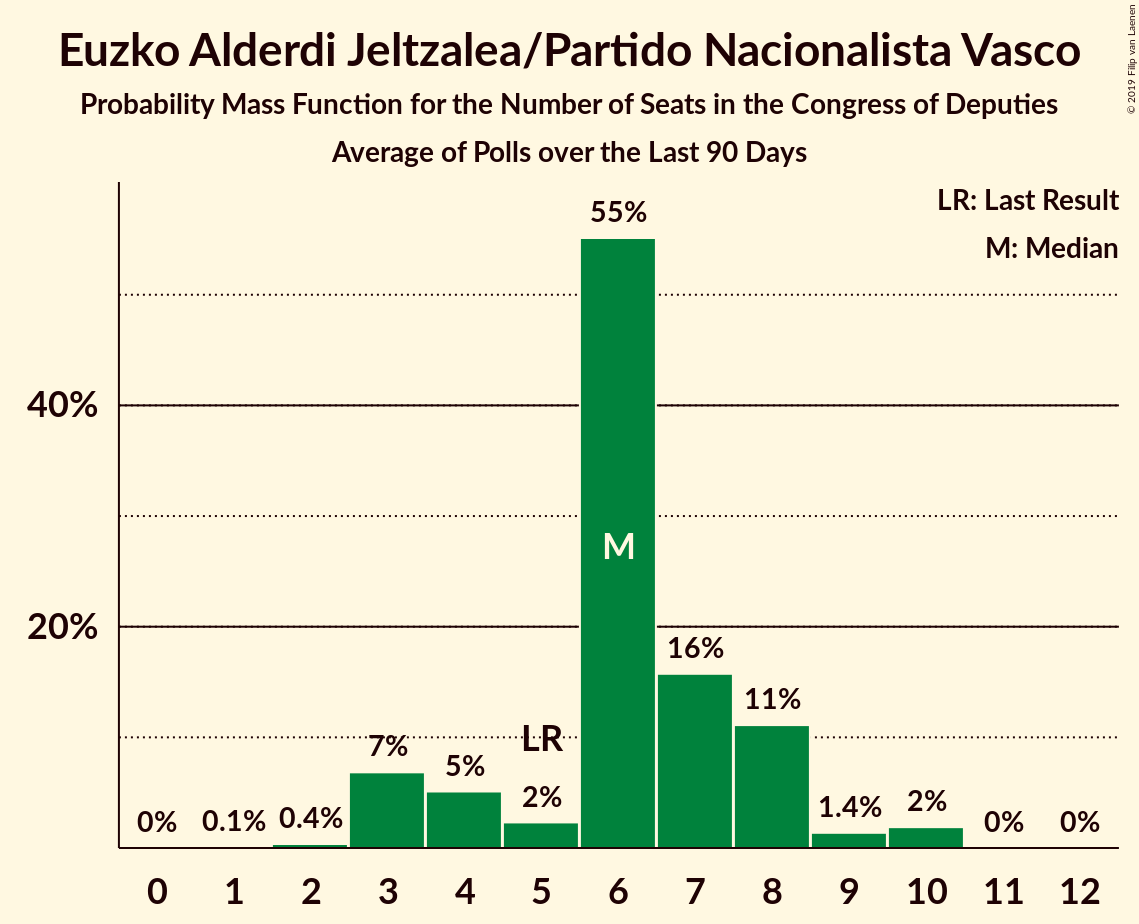 Euzko Alderdi Jeltzalea/Partido Nacionalista Vasco
Probability Mass Function for the Number of Seats in the Congress of Deputies
Average of Polls over the Last 90 Days
© 2019 Filip van Laenen
LR: Last Result
M: Median
55%
40%
M
20%
16%
11%
LR
7%
5%
2%
0%
0.1%
0.4%
1.4%
2%
0%
0%
0 1 2 3 4 5 6 7 8 9 10 11 12